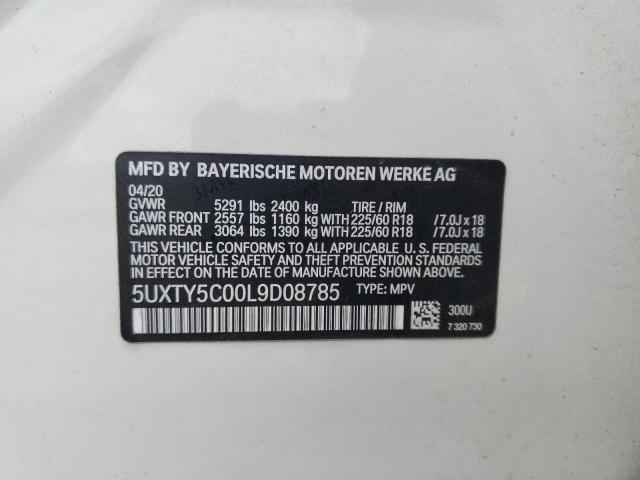 MFD BY BAYERISCHE MOTOREN WERKE AG
04/20
GVWR 5291 lbs 2400 kg TIRE / RIM
GAWR FRONT 2557 lbs 1160 kg WITH 225/60 R18 /7.0J x 18
GAWR REAR 3064 lbs 1390 kg WITH 225/60 R18 /7.0J x 18
THIS VEHICLE CONFORMS TO ALL APPLICABLE U. S. FEDERAL
MOTOR VEHICLE SAFETY, BUMPER, AND THEFT PREVENTION
STANDARDS IN EFFECT ON THE DATE OF MANUFACTURE SHOWN ABOVE.
5UXTY5C00L9D08785 TYPE: MPV
300U
7 320 730